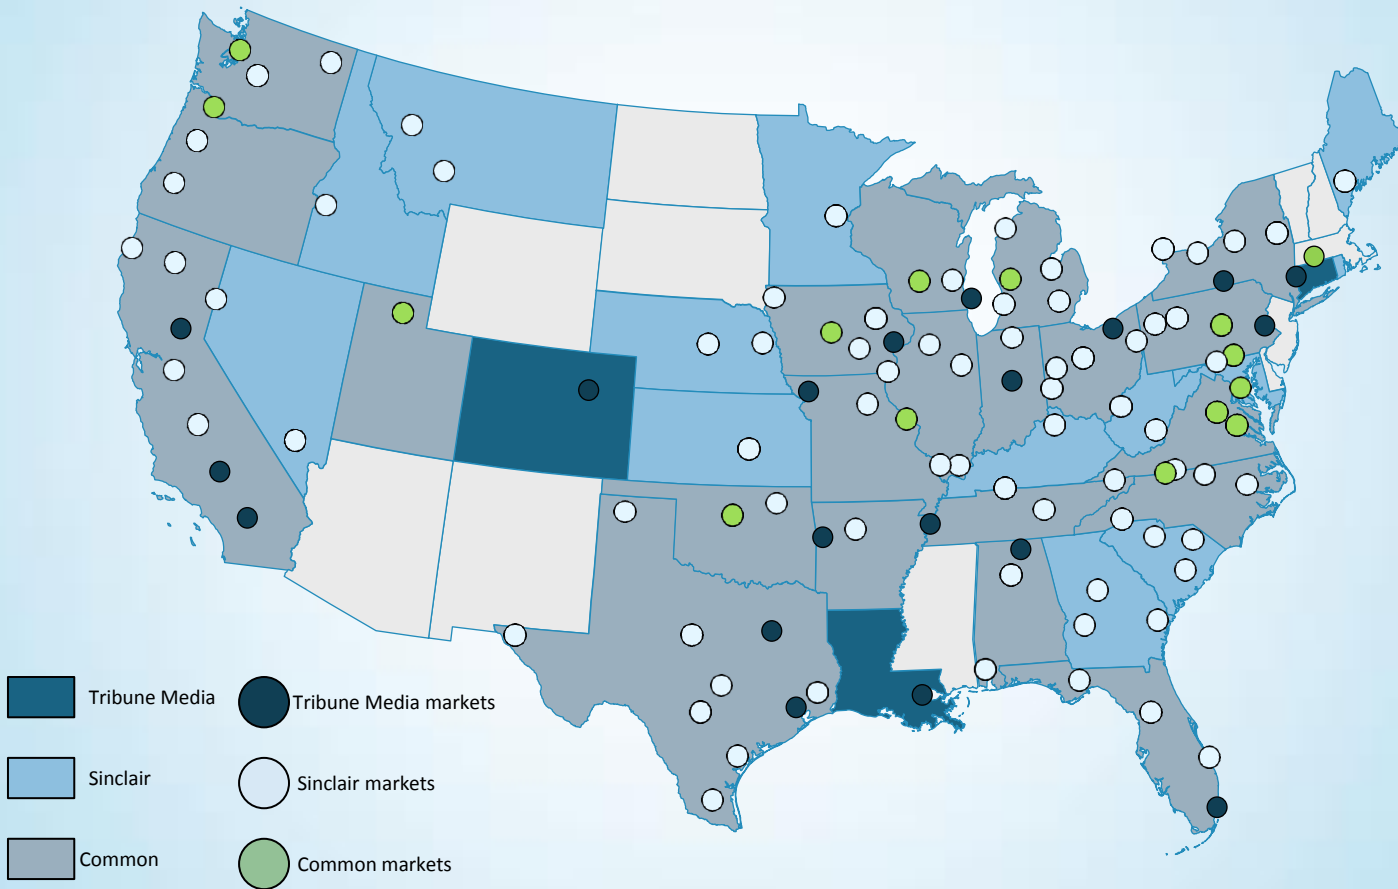 Tribune Media
Tribune Media markets
Sinclair
Sinclair markets
Common
Common markets